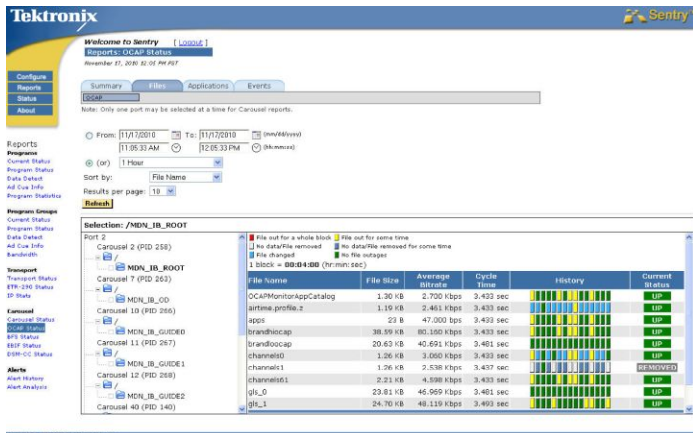 Tektronix
Sentry
Welcome to Sentry [ Logout ]
Reports: OCAP Status
November 17, 2010 12:05 PM PST
Configure
Reports
Status
About
Summary
Files
Applications
Events
OCAP
Note: Only one port may be selected at a time for Carousel reports.
From: 11/17/2010 To: 11/17/2010 (mm/dd/yyyy)
11:05:33 AM 12:05:33 PM (hh:mm:ss)
(or) 1 Hour
Sort by: File Name
Results per page: 10
Refresh
Reports
Programs
Current Status
Program Status
Data Detect
Ad Cue Info
Program Statistics
Program Groups
Current Status
Program Status
Data Detect
Ad Cue Info
Bandwidth
Transport
Transport Status
ETR-290 Status
IP Stats
Carousel
Carousel Status
OCAP Status
BFS Status
EBIF Status
DSM-CC Status
Alerts
Alert History
Alert Analysis
Selection: /MDN_IB_ROOT
Port 2
Carousel 2 (PID 258)
/
MDN_IB_ROOT
Carousel 7 (PID 263)
/
MDN_IB_OD
Carousel 10 (PID 266)
/
MDN_IB_GUIDE0
Carousel 11 (PID 267)
/
MDN_IB_GUIDE1
Carousel 12 (PID 268)
/
MDN_IB_GUIDE2
Carousel 40 (PID 140)
File out for a whole block File out for some time
No data/File removed No data/File removed for some time
File changed No file outages
1 block = 00:04:00 (hr:min:sec)
File Name File Size Average Bitrate Cycle Time History Current Status
OCAPMonitorAppCatalog 1.30 KB 2.700 Kbps 3.433 sec UP
airtime.profile.z 1.19 KB 2.461 Kbps 3.433 sec UP
apps 23 B 47.000 bps 3.433 sec UP
brandhiocap 38.59 KB 80.160 Kbps 3.433 sec UP
brandloocap 20.63 KB 40.691 Kbps 3.481 sec UP
channels0 1.26 KB 3.060 Kbps 3.433 sec UP
channels1 1.26 KB 2.538 Kbps 3.437 sec REMOVED
channels61 2.21 KB 4.598 Kbps 3.433 sec UP
gls_0 23.81 KB 46.969 Kbps 3.481 sec UP
gls_1 24.70 KB 48.119 Kbps 3.493 sec UP